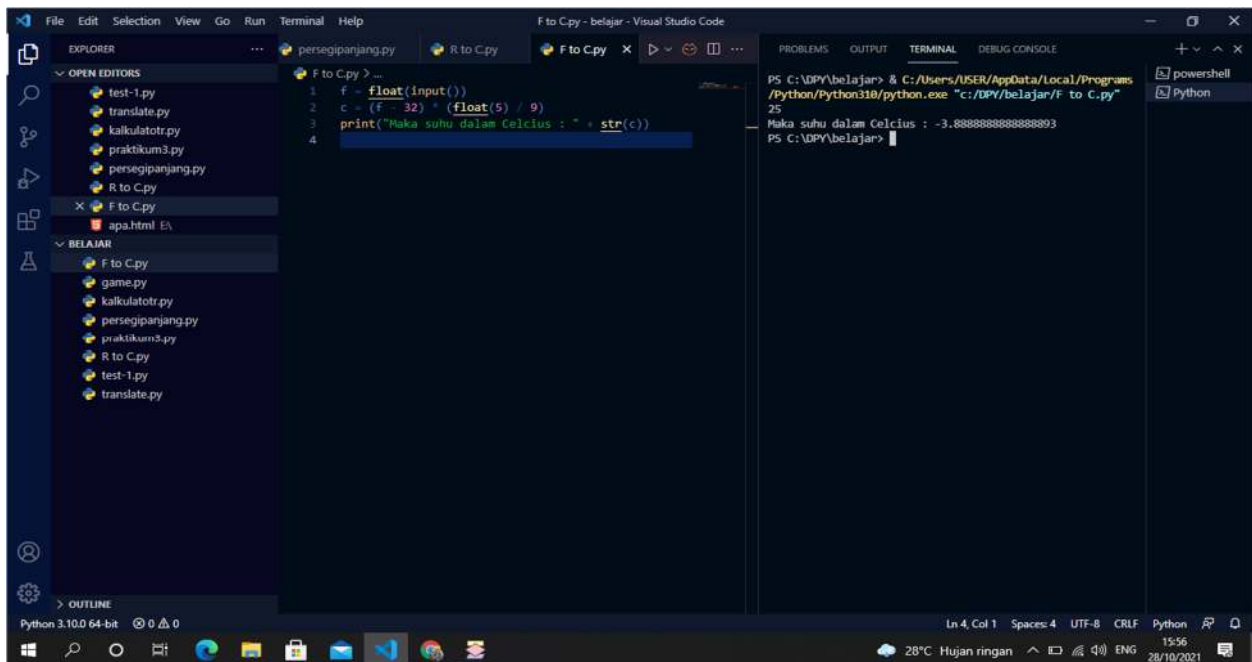 File Edit Selection View Go Run Terminal Help
F to C.py - belajar - Visual Studio Code
EXPLORER
OPEN EDITORS
test-1.py
translate.py
kalkulatotr.py
praktikum3.py
persegipanjang.py
R to C.py
F to C.py
apa.html
BELAJAR
F to C.py
game.py
kalkulatotr.py
persegipanjang.py
praktikum3.py
R to C.py
test-1.py
translate.py
OUTLINE
persegipanjang.py R to C.py F to C.py
F to C.py > ...
1 f = float(input())
2 c = (f - 32) * (float(5) / 9)
3 print("Maka suhu dalam Celcius : " + str(c))
4
PROBLEMS OUTPUT TERMINAL DEBUG CONSOLE
PS C:\DPY\belajar> & C:/Users/USER/AppData/Local/Programs
/Python/Python310/python.exe "c:/DPY/belajar/F to C.py"
25
Maka suhu dalam Celcius : -3.8888888888888893
PS C:\DPY\belajar>
powershell
Python
Python 3.10.0 64-bit 0 0
Ln 4, Col 1 Spaces: 4 UTF-8 CRLF Python
28°C Hujan ringan ENG
15:56
28/10/2021